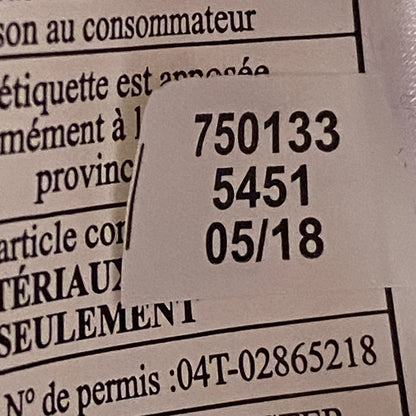 son au consommateur
étiquette est apposée
mément à l
provinc
750133
5451
05/18
article con
TÉRIAUX
SEULEMENT
N° de permis :04T-02865218